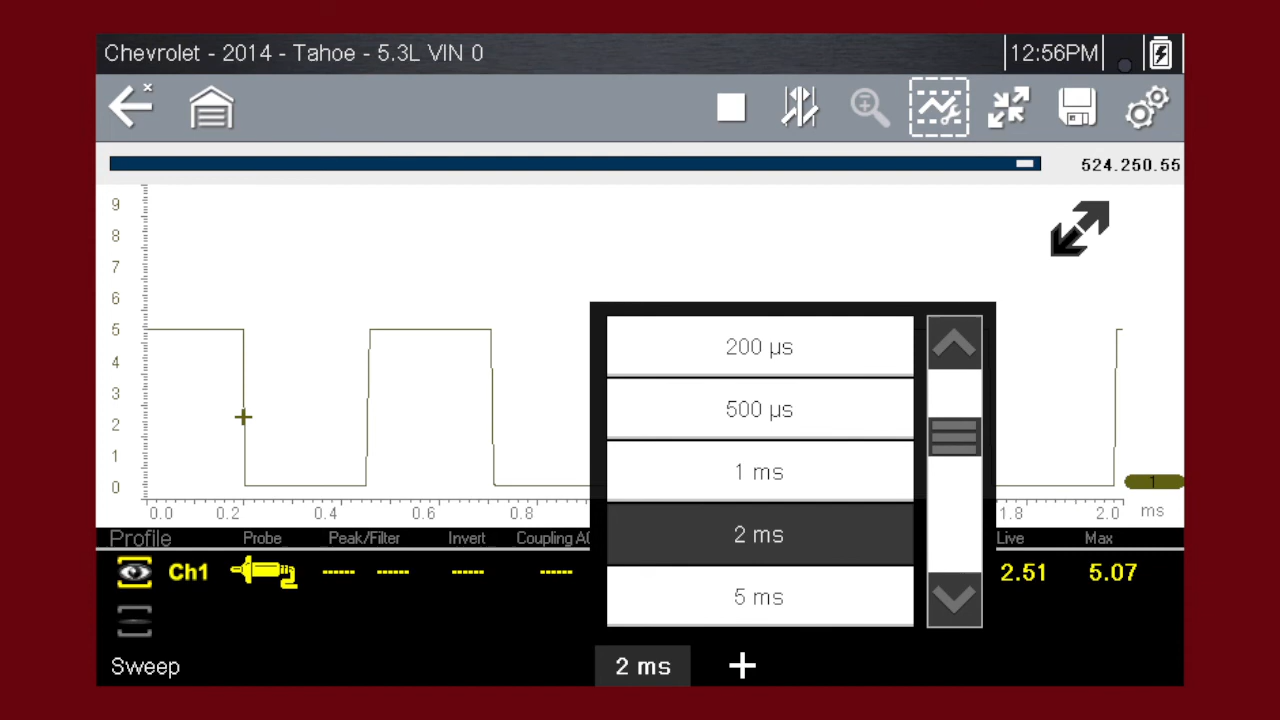 Chevrolet - 2014 - Tahoe - 5.3L VIN 0 12:56PM
524.250.55
9
8
7
6
5
4
3
2
1
0
1
0.0 0.2 0.4 0.6 0.8 1.8 2.0 ms
200 µs
500 µs
1 ms
2 ms
5 ms
Profile Probe Peak/Filter Invert Coupling Live Max
Ch1 2.51 5.07
Sweep 2 ms